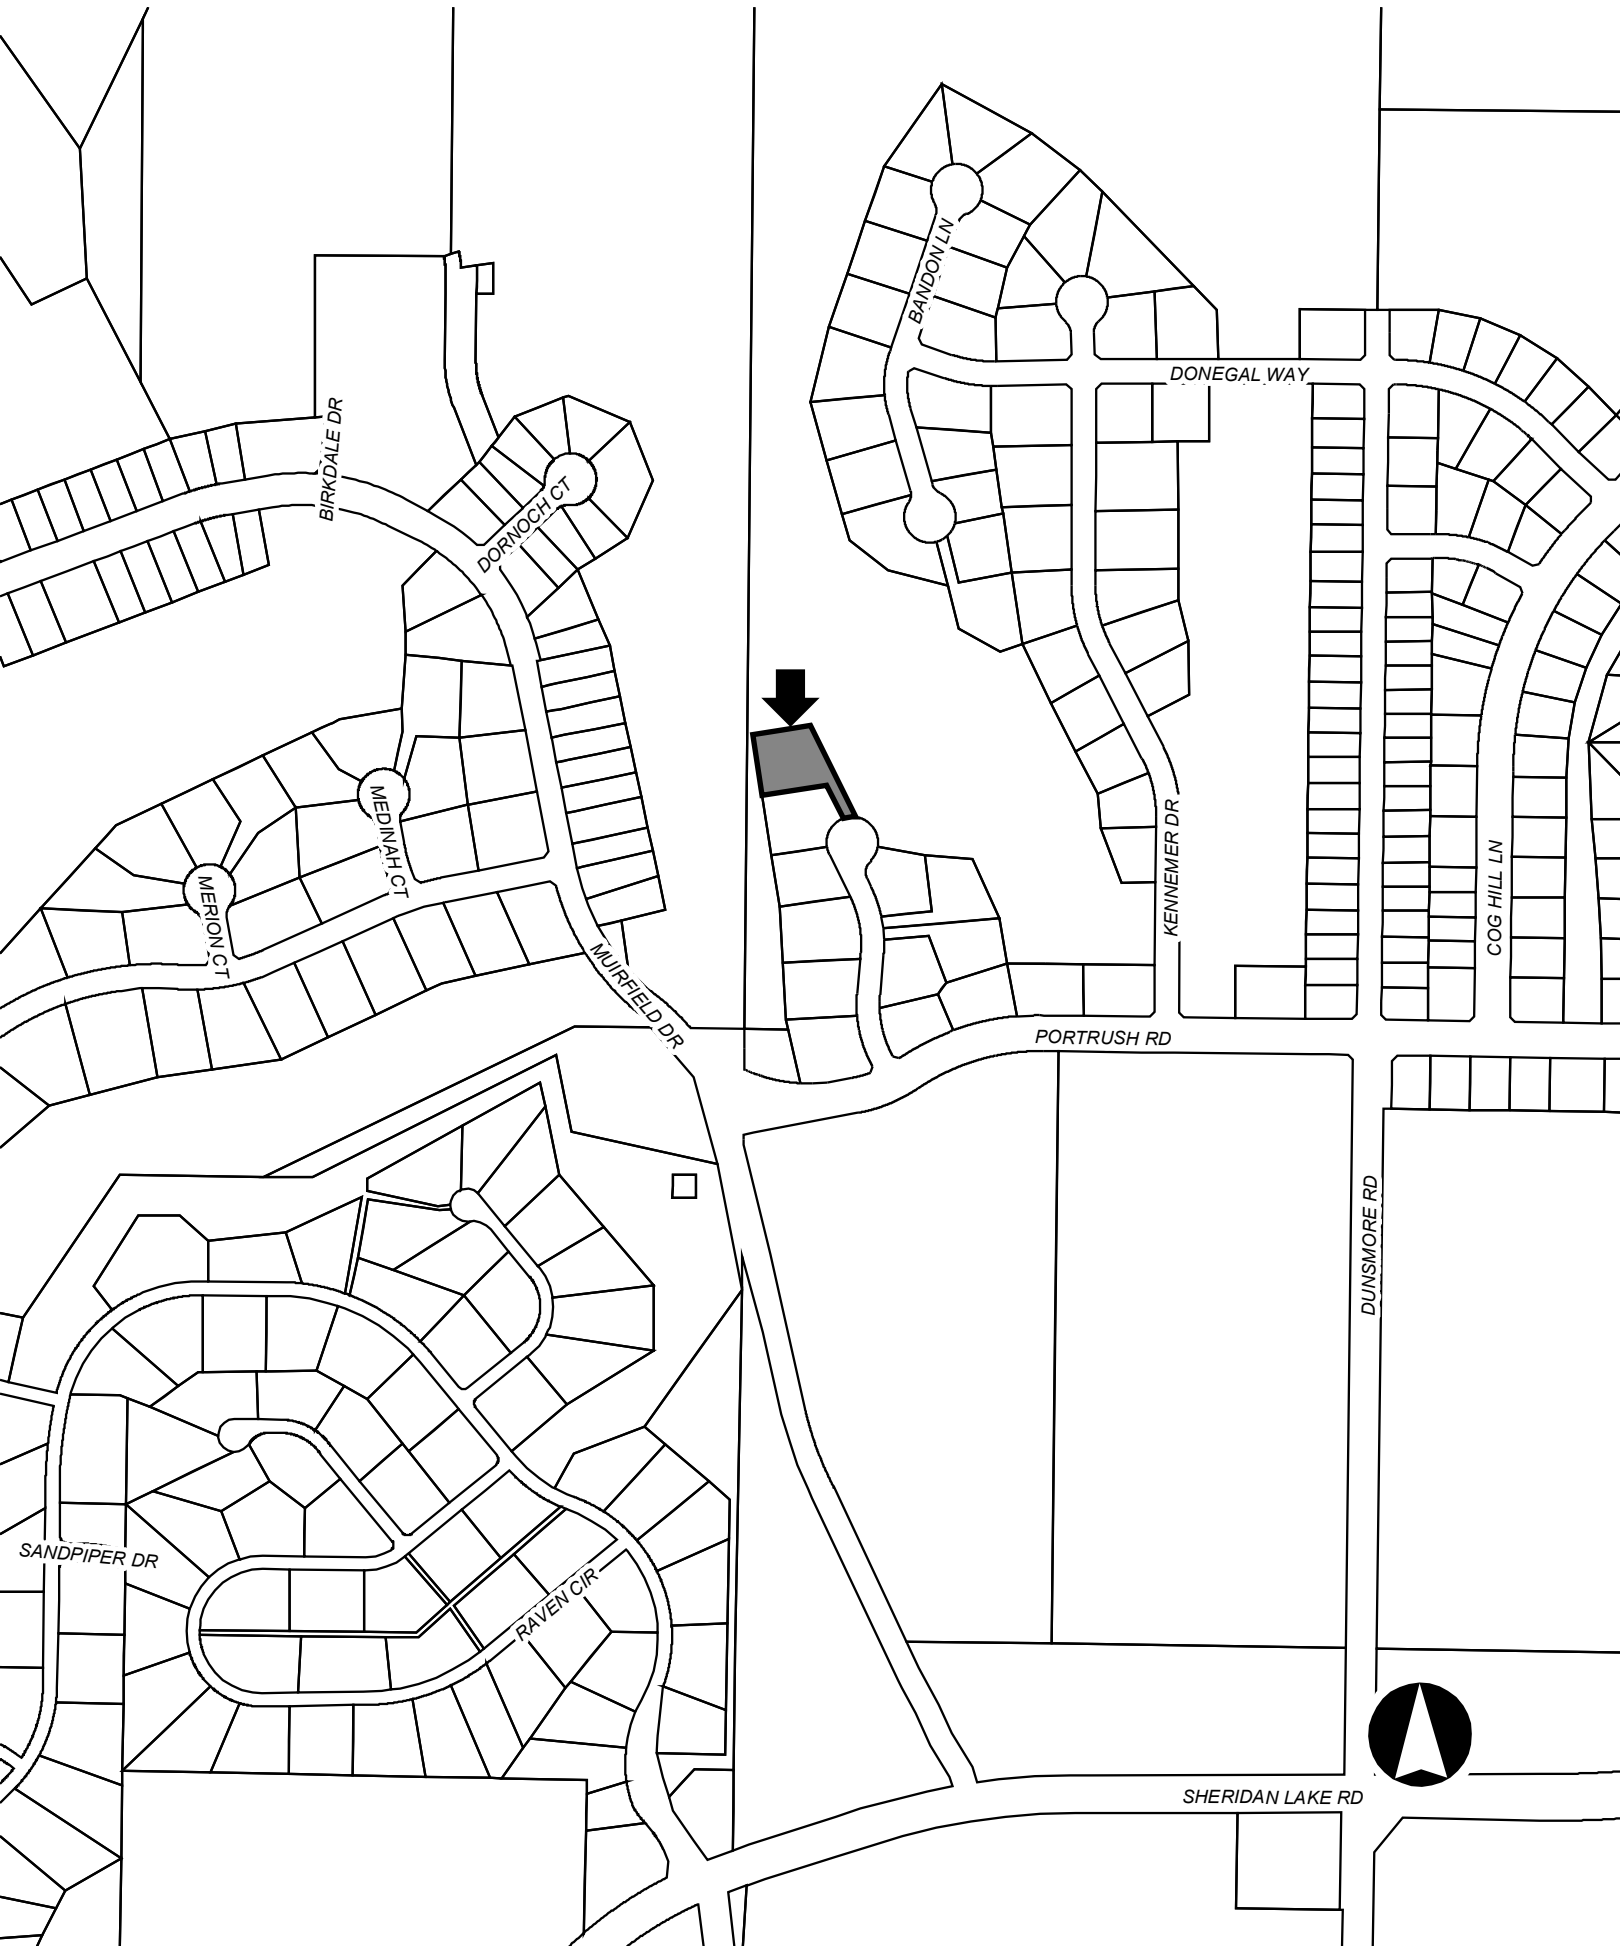 BANDON LN
DONEGAL WAY
BIRKDALE DR
DORNOCH CT
MEDINAH CT
KENNEMER DR
COG HILL LN
MERION CT
MUIRFIELD DR
PORTRUSH RD
DUNSMORE RD
SANDPIPER DR
RAVEN CIR
SHERIDAN LAKE RD